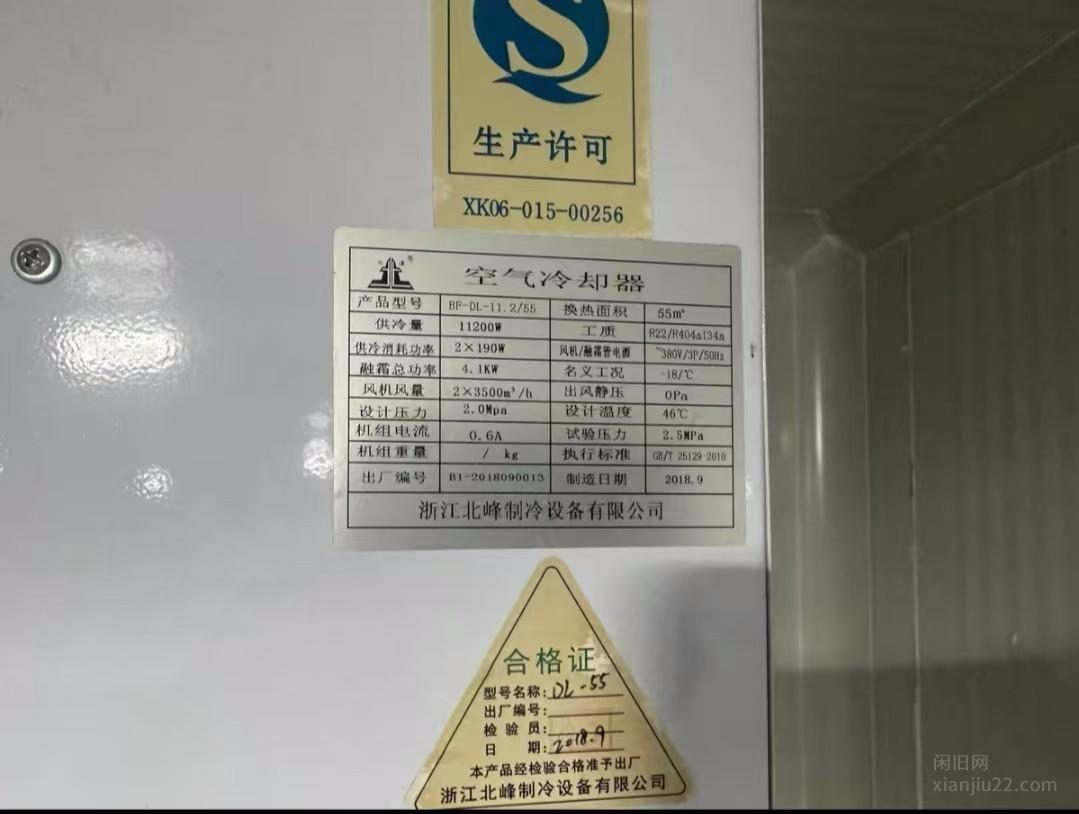 S
生产许可
XK06-015-00256
空气冷却器
产品型号 BF-DL-11.2/55 换热面积 55m²
供冷量 11200W 工质 R22/R404a134a
供冷消耗功率 2×190W 风机/融霜管电源 ~380V/3P/50Hz
融霜总功率 4.1KW 名义工况 -18/℃
风机风量 2×3500m³/h 出风静压 0Pa
设计压力 2.0Mpa 设计温度 46℃
机组电流 0.6A 试验压力 2.5MPa
机组重量 / kg 执行标准 GB/T 25129-2010
出厂编号 B1-2018090013 制造日期 2018.9
浙江北峰制冷设备有限公司
合格证
型号名称: DL-55
出厂编号:
检验员:
日期: 2018.9
本产品经检验合格准予出厂
浙江北峰制冷设备有限公司
闲旧网
xianjiu22.com